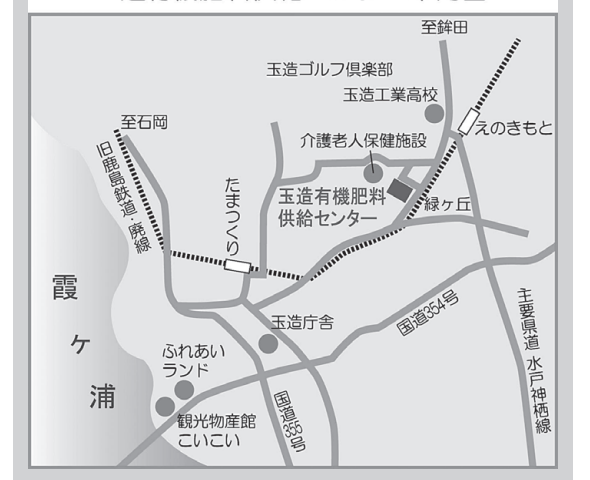 至鉾田
玉造ゴルフ倶楽部
玉造工業高校
至石岡
えのきもと
介護老人保健施設
旧鹿島鉄道・廃線
たまつくり
玉造有機肥料
供給センター
緑ヶ丘
霞ヶ浦
玉造庁舎
国道354号
主要県道 水戸神栖線
ふれあい
ランド
国道355号
観光物産館
こいこい